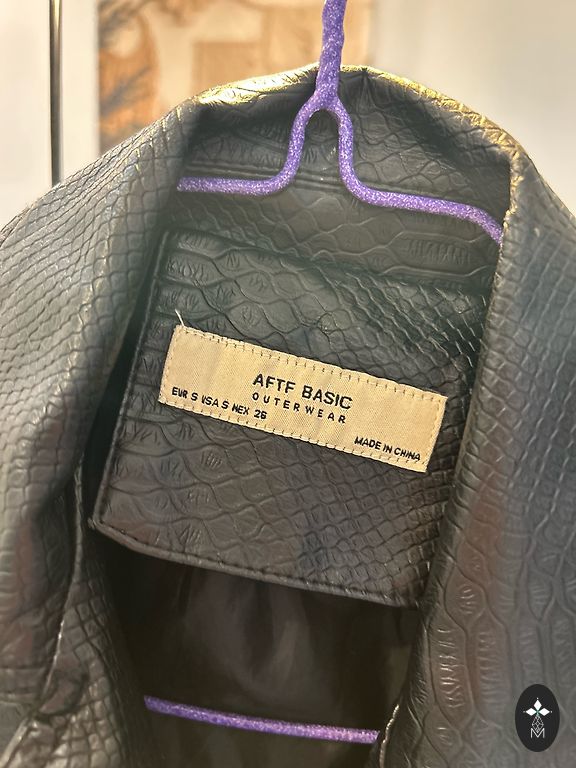 AFTF BASIC
OUTERWEAR
EUR S USA S MEX 26
MADE IN CHINA
M